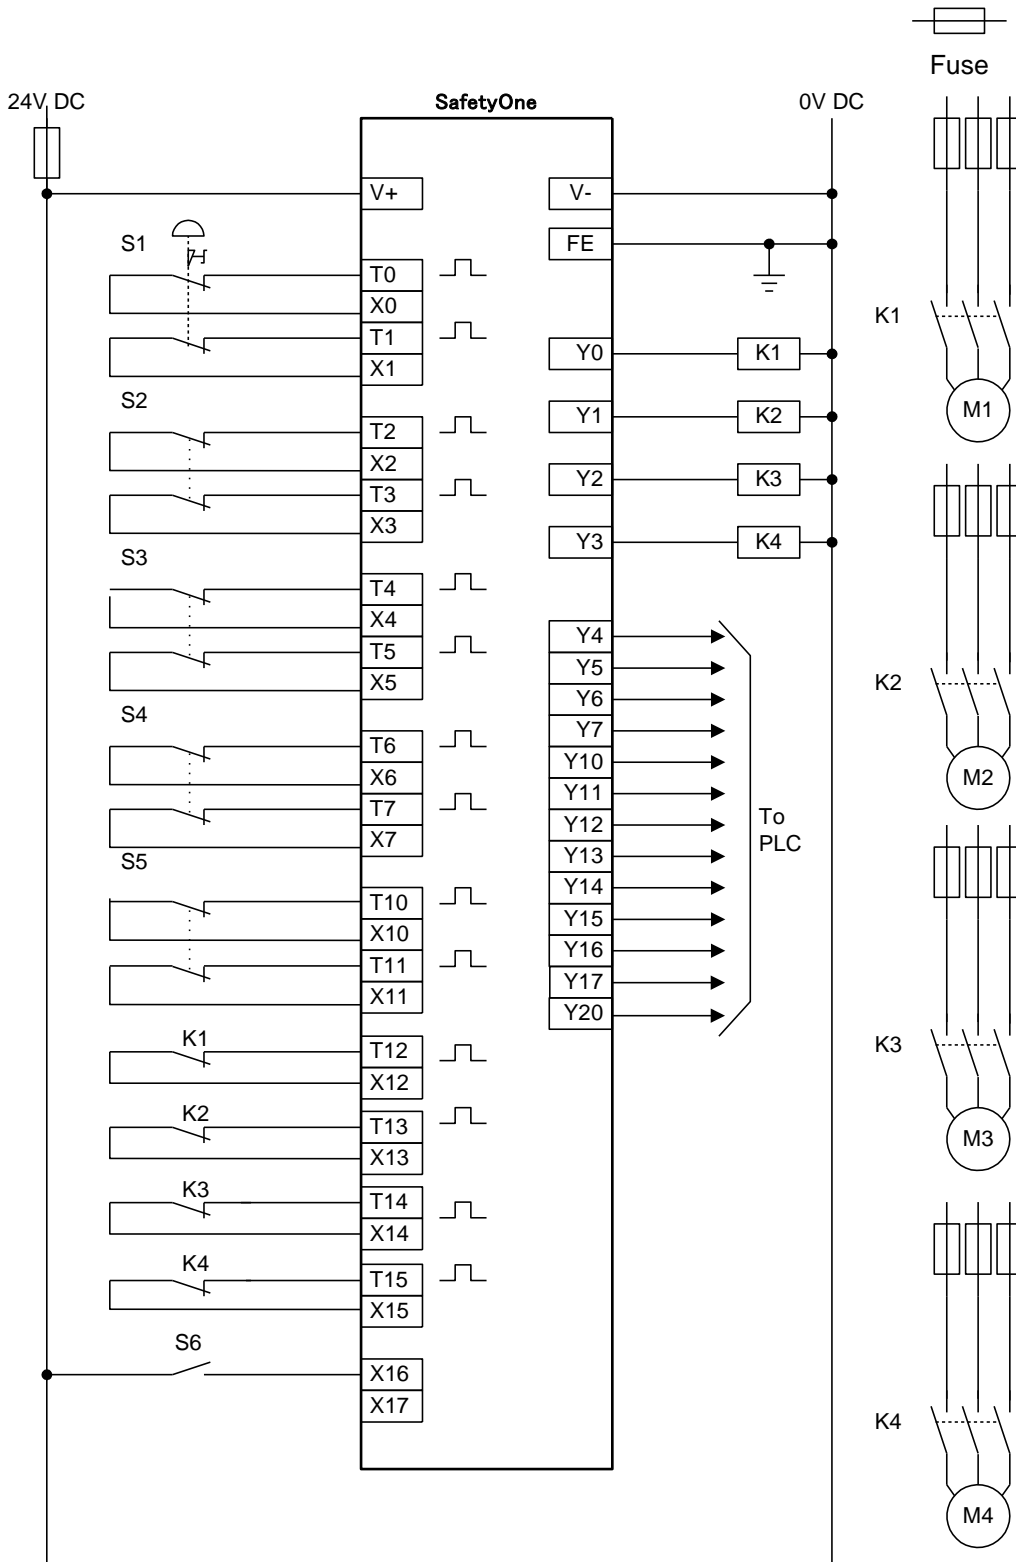 Fuse
24V DC
SafetyOne
0V DC
V+
V-
S1
FE
T0
X0
T1
X1
K1
Y0
K1
S2
M1
Y1
K2
T2
X2
T3
X3
Y2
K3
S3
Y3
K4
T4
X4
T5
X5
Y4
Y5
Y6
Y7
Y10
Y11
Y12
Y13
Y14
Y15
Y16
Y17
Y20
To
PLC
K2
M2
S4
T6
X6
T7
X7
S5
T10
X10
T11
X11
K1
T12
X12
K3
M3
K2
T13
X13
K3
T14
X14
K4
T15
X15
S6
X16
X17
K4
M4